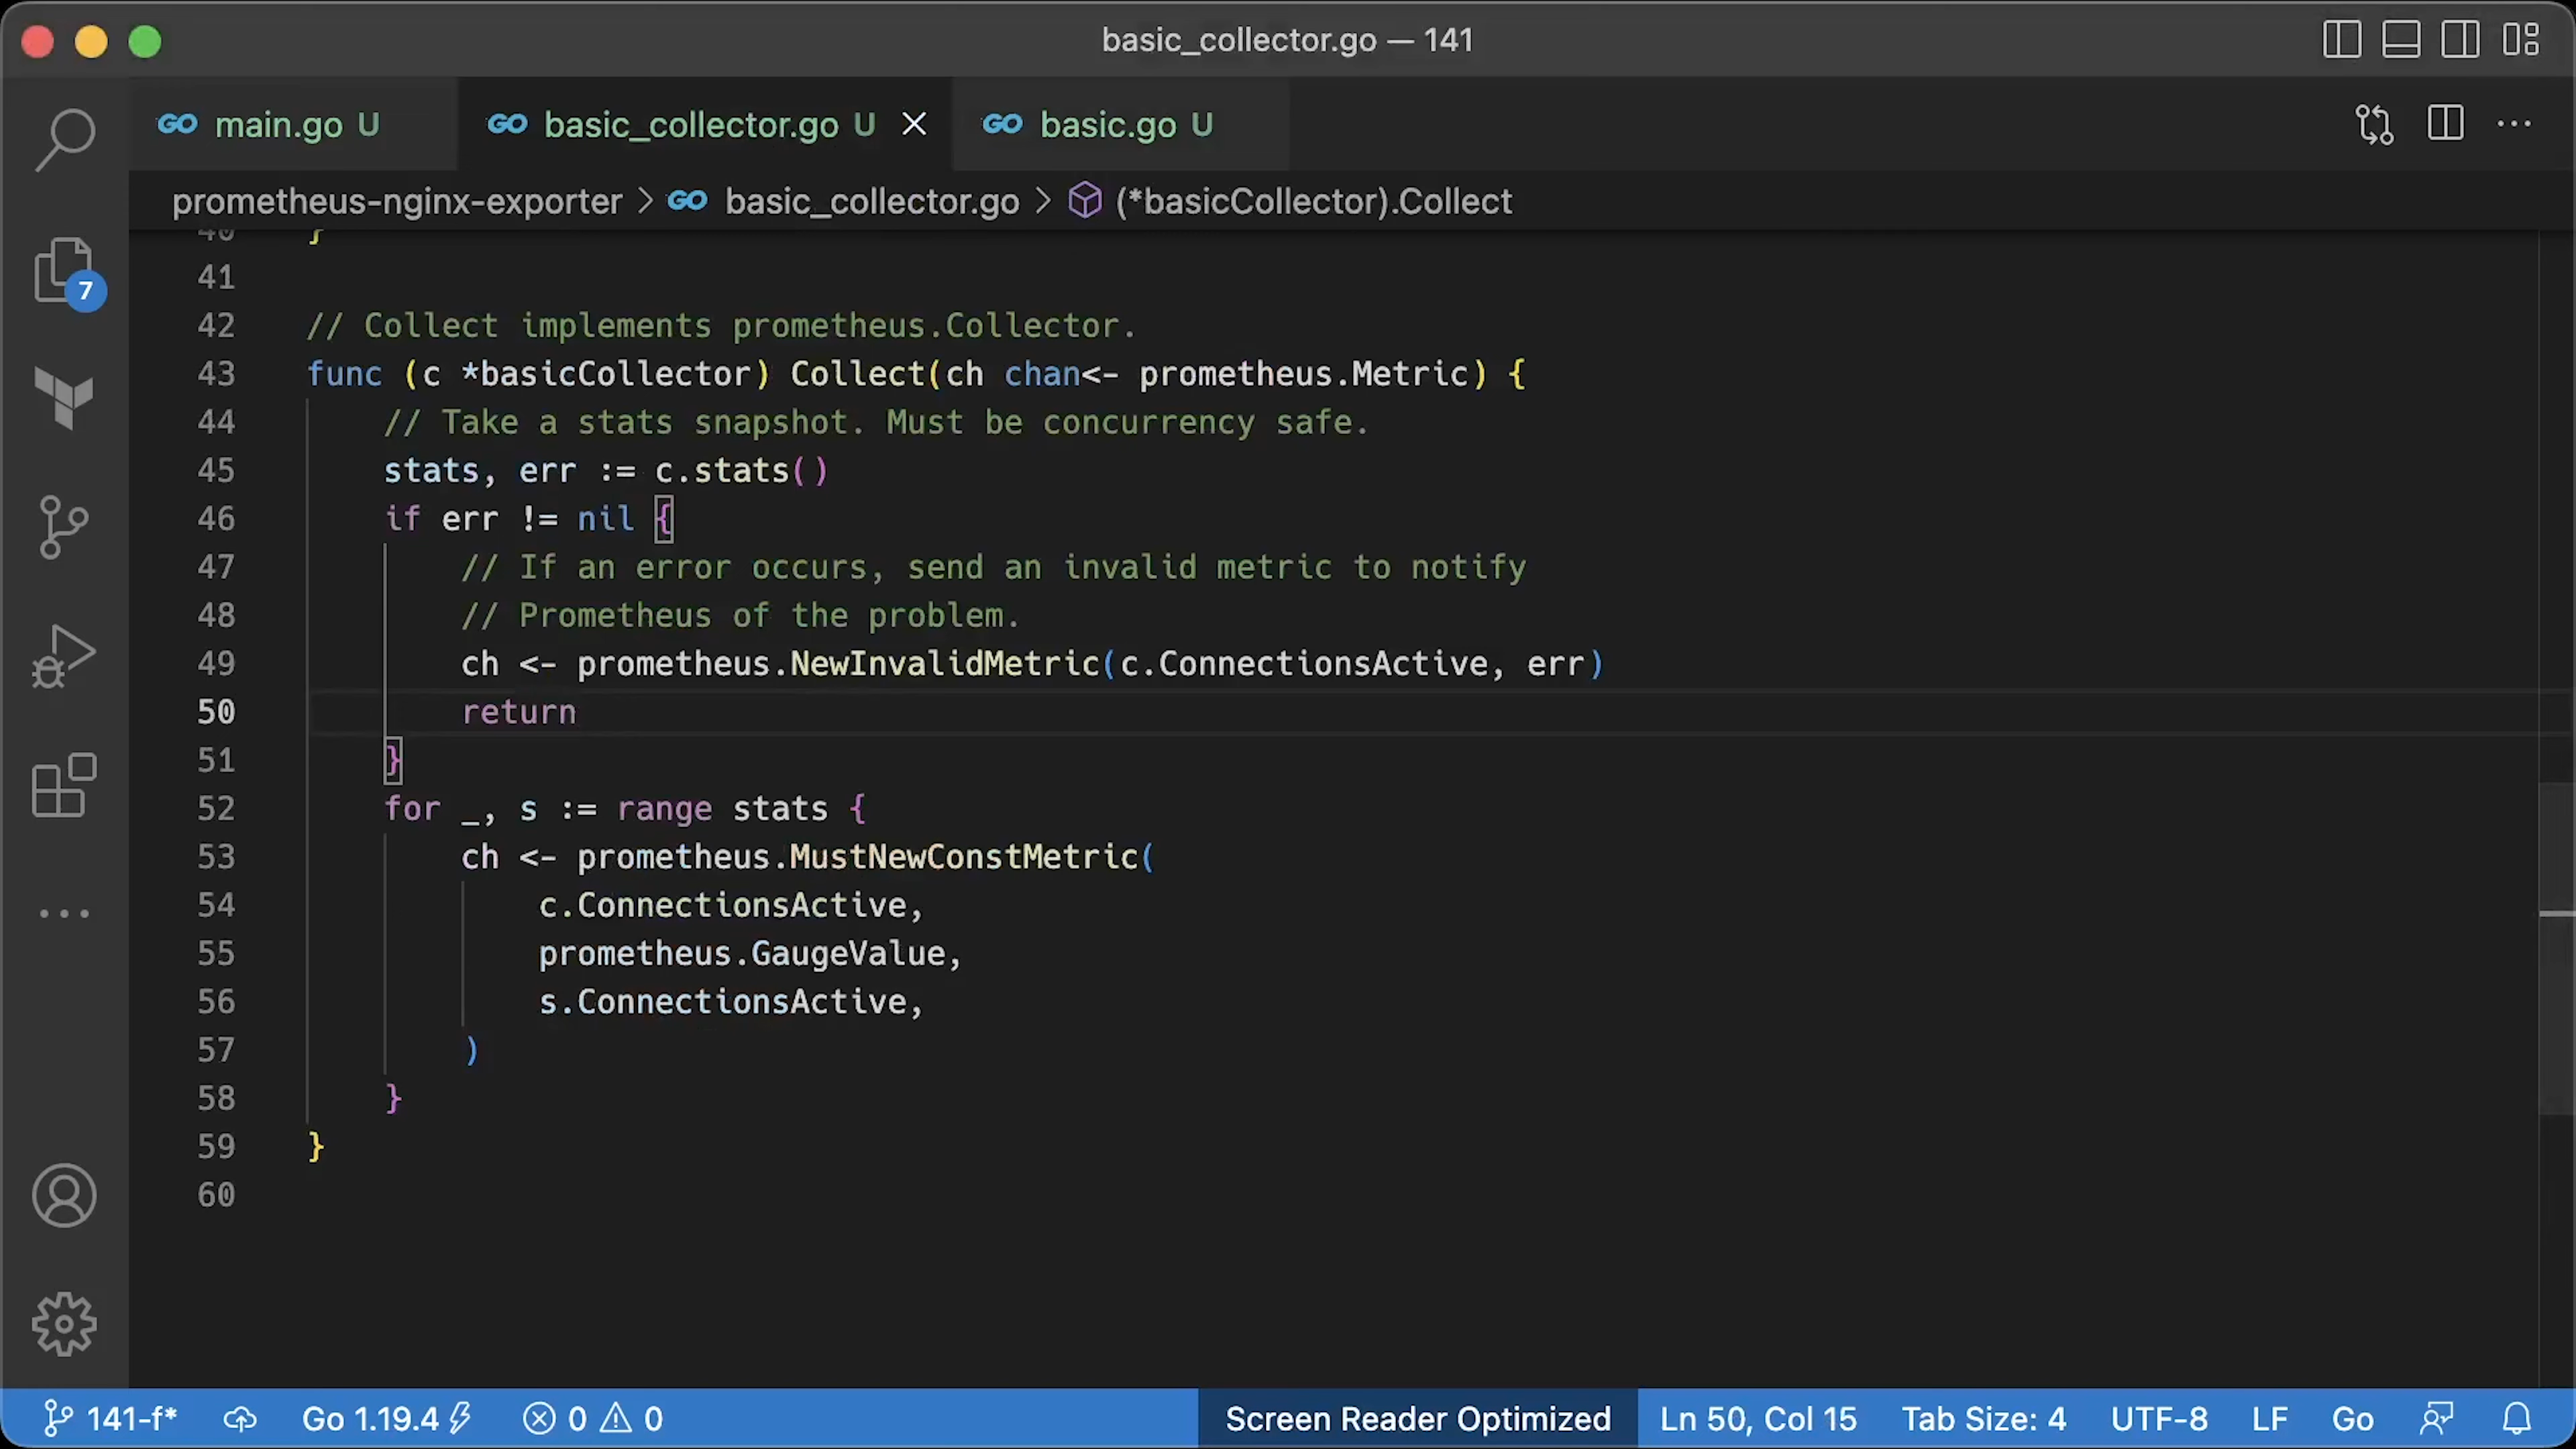 basic_collector.go — 141
GO main.go U GO basic_collector.go U GO basic.go U
prometheus-nginx-exporter > GO basic_collector.go > (*basicCollector).Collect
7
40 }
41
42 // Collect implements prometheus.Collector.
43 func (c *basicCollector) Collect(ch chan<- prometheus.Metric) {
44 // Take a stats snapshot. Must be concurrency safe.
45 stats, err := c.stats()
46 if err != nil {
47 // If an error occurs, send an invalid metric to notify
48 // Prometheus of the problem.
49 ch <- prometheus.NewInvalidMetric(c.ConnectionsActive, err)
50 return
51 }
52 for _, s := range stats {
53 ch <- prometheus.MustNewConstMetric(
54 c.ConnectionsActive,
55 prometheus.GaugeValue,
56 s.ConnectionsActive,
57 )
58 }
59 }
60
141-f* Go 1.19.4 0 0 Screen Reader Optimized Ln 50, Col 15 Tab Size: 4 UTF-8 LF Go